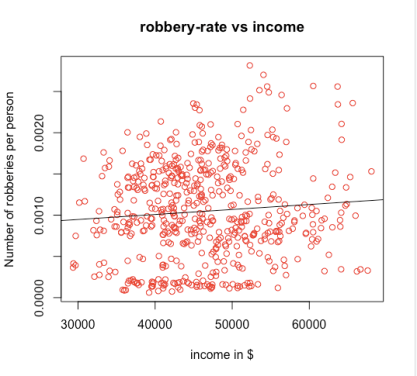 robbery-rate vs income
Number of robberies per person
0.0020
0.0010
0.0000
30000 40000 50000 60000
income in $